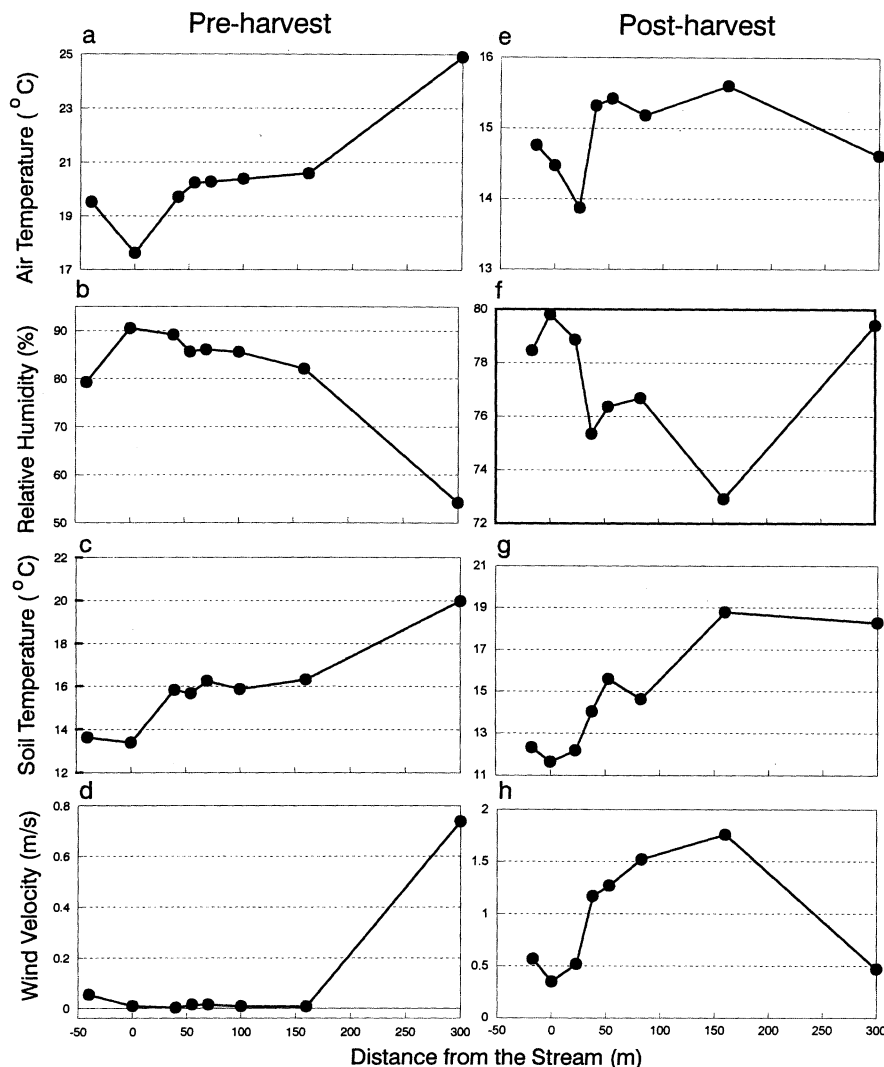 Pre-harvest
Post-harvest
a
e
Air Temperature (°C)
25
23
21
19
17
16
15
14
13
b
f
Relative Humidity (%)
90
80
70
60
50
80
78
76
74
72
c
g
Soil Temperature (°C)
22
20
18
16
14
12
21
19
17
15
13
11
d
h
Wind Velocity (m/s)
0.8
0.6
0.4
0.2
0
2
1.5
1
0.5
0
-50 0 50 100 150 200 250 300
-50 0 50 100 150 200 250 300
Distance from the Stream (m)